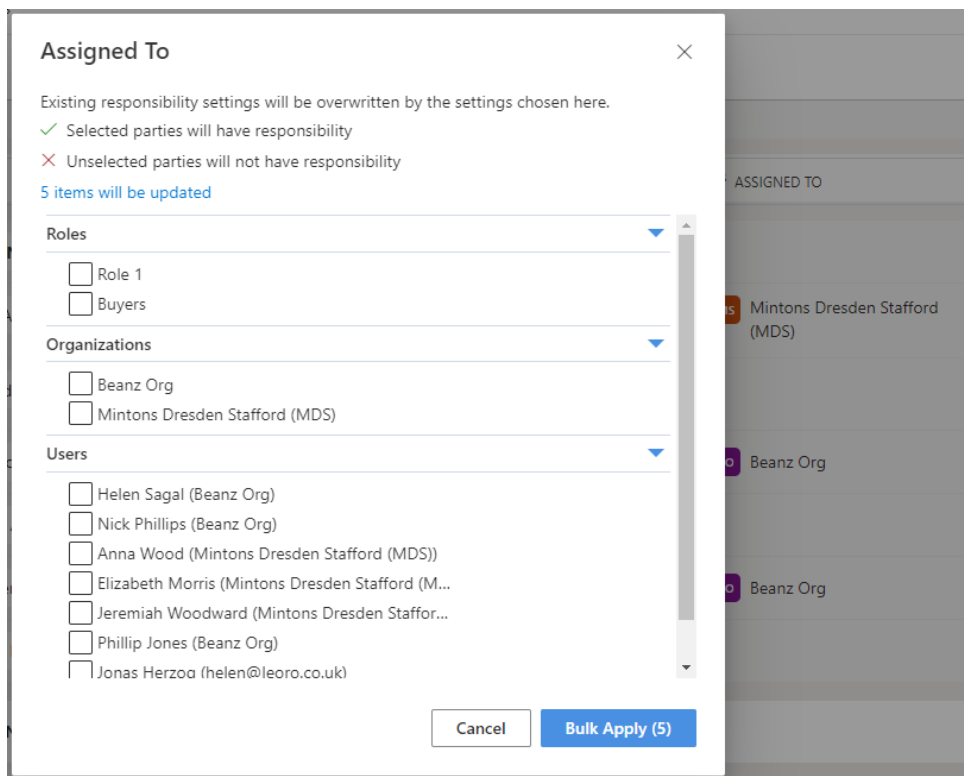 Assigned To
Existing responsibility settings will be overwritten by the settings chosen here.
Selected parties will have responsibility
Unselected parties will not have responsibility
5 items will be updated
Roles
Role 1
Buyers
Organizations
Beanz Org
Mintons Dresden Stafford (MDS)
Users
Helen Sagal (Beanz Org)
Nick Phillips (Beanz Org)
Anna Wood (Mintons Dresden Stafford (MDS))
Elizabeth Morris (Mintons Dresden Stafford (M...
Jeremiah Woodward (Mintons Dresden Staffor...
Phillip Jones (Beanz Org)
Jonas Herzog (helen@leoro.co.uk)
Cancel
Bulk Apply (5)
ASSIGNED TO
Mintons Dresden Stafford
(MDS)
Beanz Org
Beanz Org